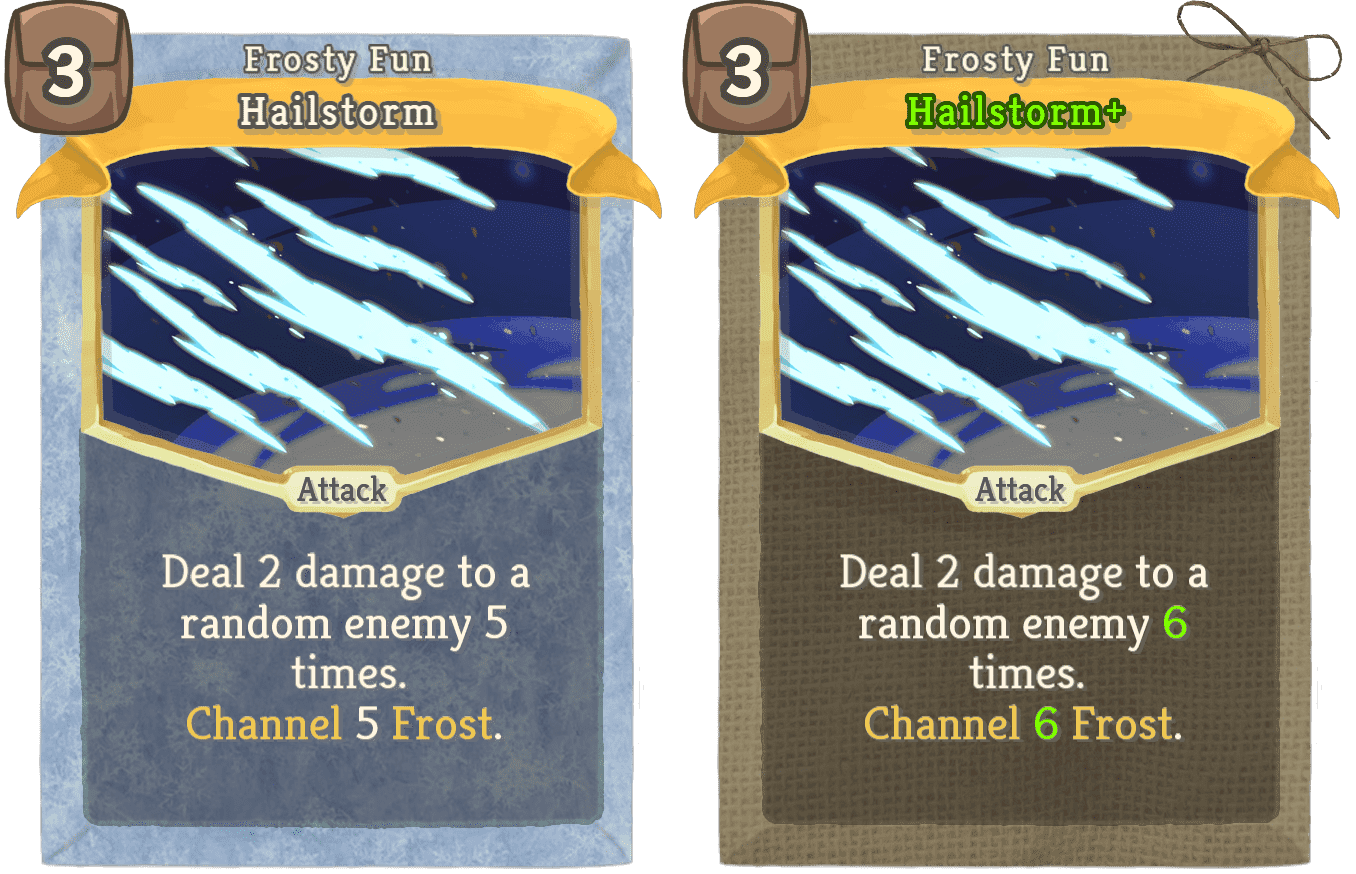 3
Frosty Fun
Hailstorm
Attack
Deal 2 damage to a
random enemy 5
times.
Channel 5 Frost.
3
Frosty Fun
Hailstorm+
Attack
Deal 2 damage to a
random enemy 6
times.
Channel 6 Frost.